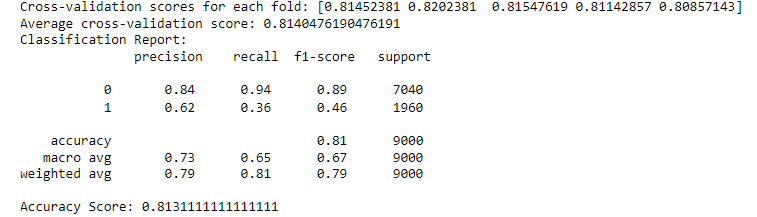 Cross-validation scores for each fold: [0.81452381 0.8202381  0.81547619 0.81142857 0.80857143]
Average cross-validation score: 0.8140476190476191
Classification Report:
              precision    recall  f1-score   support

           0       0.84      0.94      0.89      7040
           1       0.62      0.36      0.46      1960

    accuracy                           0.81      9000
   macro avg       0.73      0.65      0.67      9000
weighted avg       0.79      0.81      0.79      9000

Accuracy Score: 0.8131111111111111